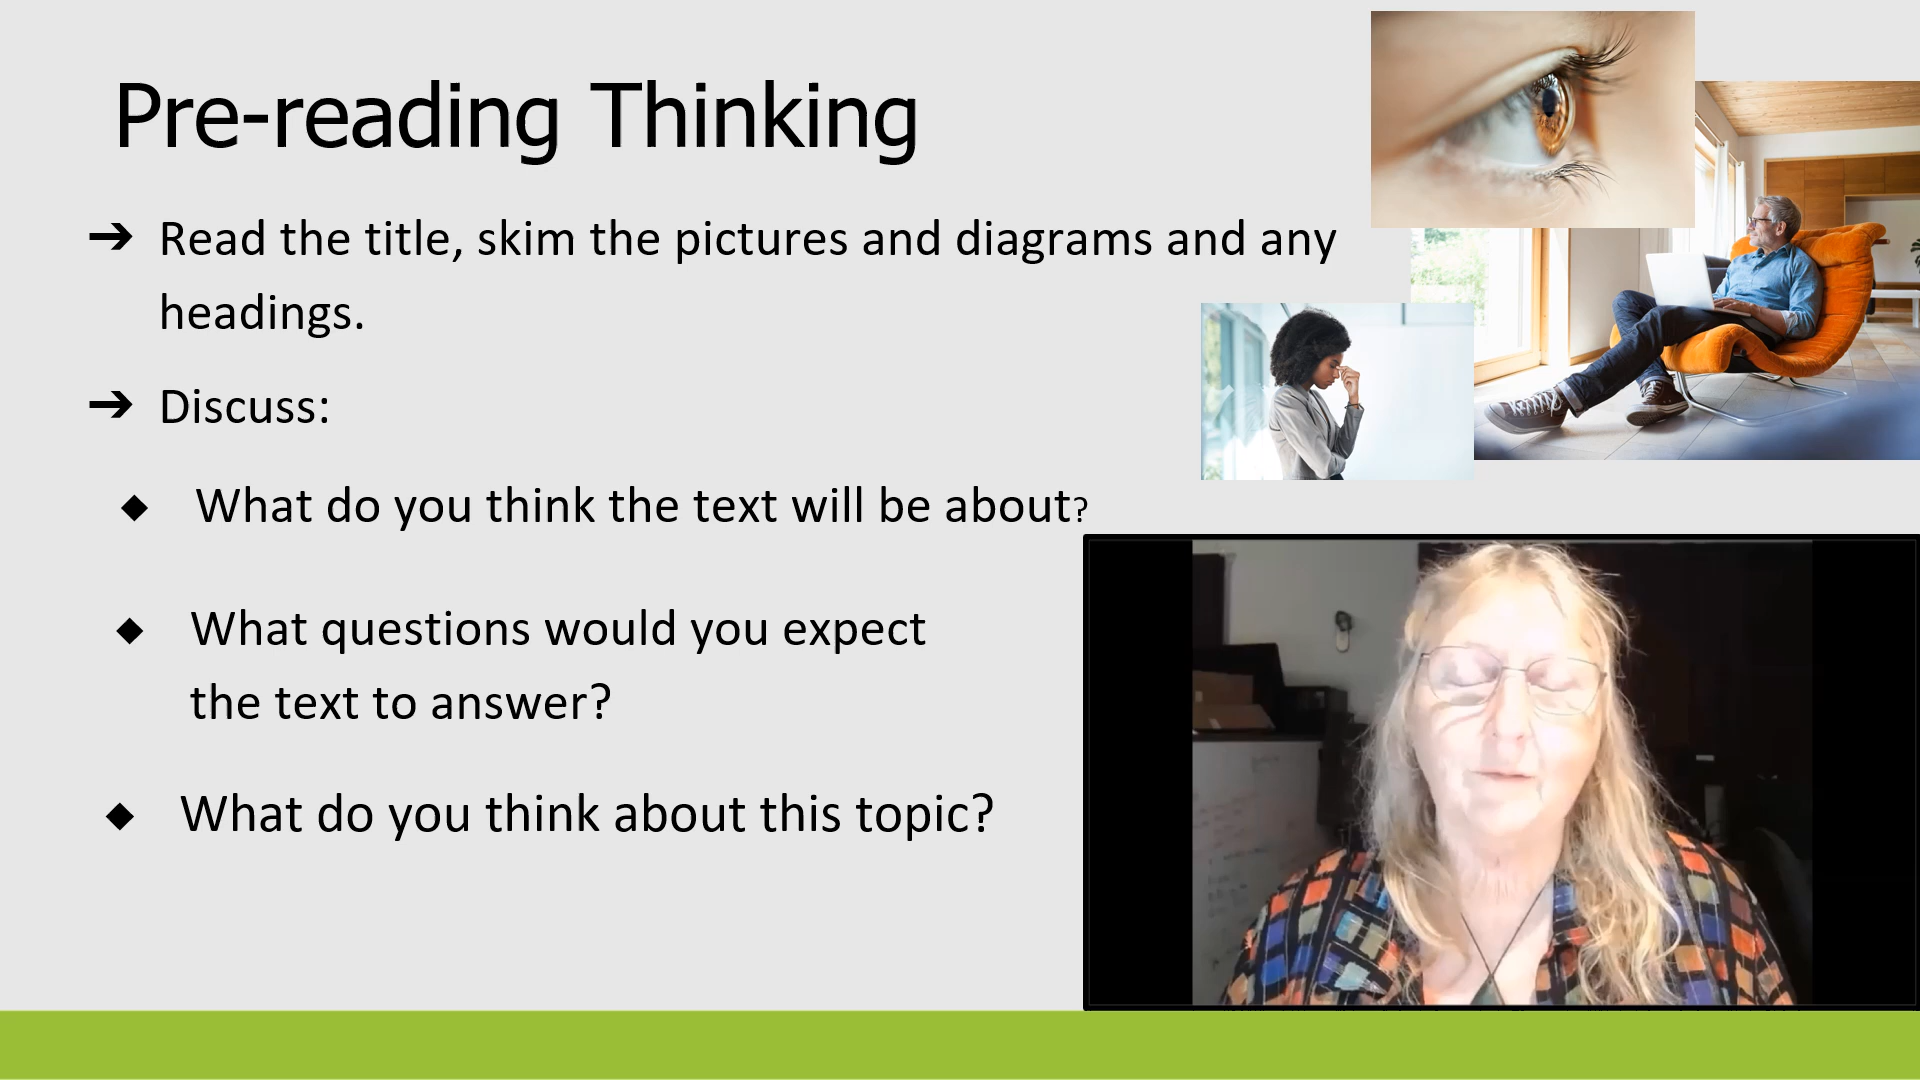 Pre-reading Thinking
➔ Read the title, skim the pictures and diagrams and any
headings.
➔ Discuss:
◆ What do you think the text will be about?
◆ What questions would you expect
the text to answer?
◆ What do you think about this topic?